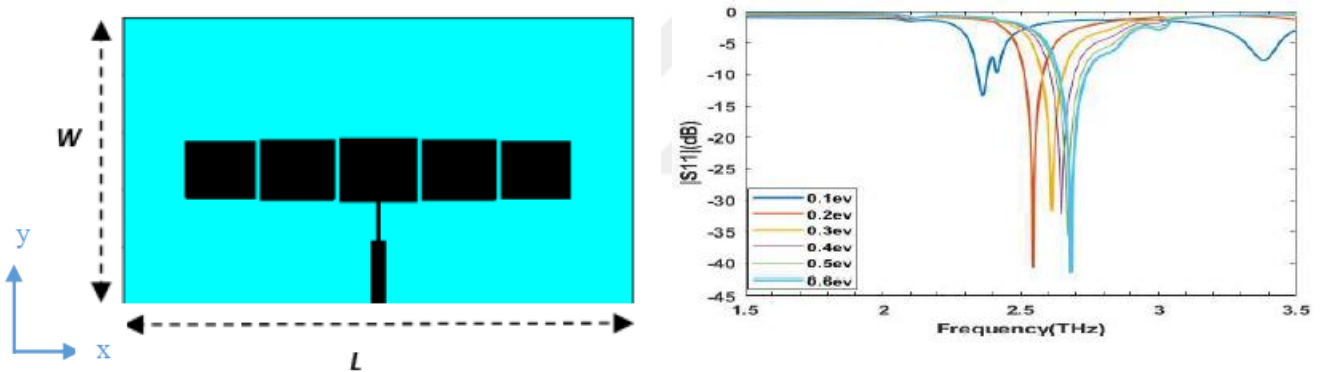 W
y
x
L
0
-5
-10
-15
-20
-25
-30
-35
-40
-45
|S11|(dB)
0.1ev
0.2ev
0.3ev
0.4ev
0.5ev
0.6ev
1.5 2 2.5 3 3.5
Frequency(THz)